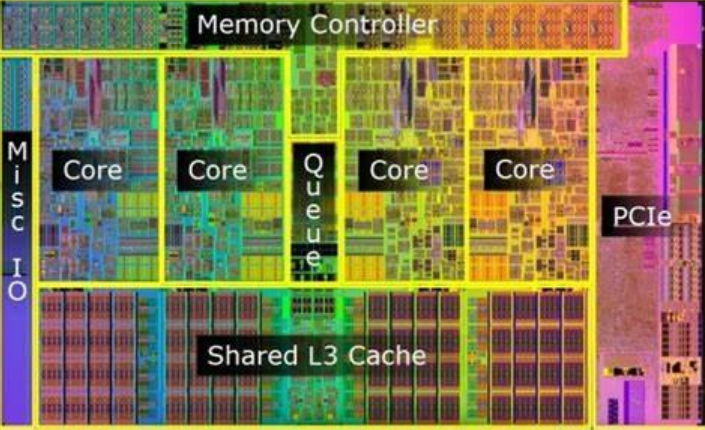 Memory Controller
Misc IO
Core
Core
Queue
Core
Core
PCIe
Shared L3 Cache